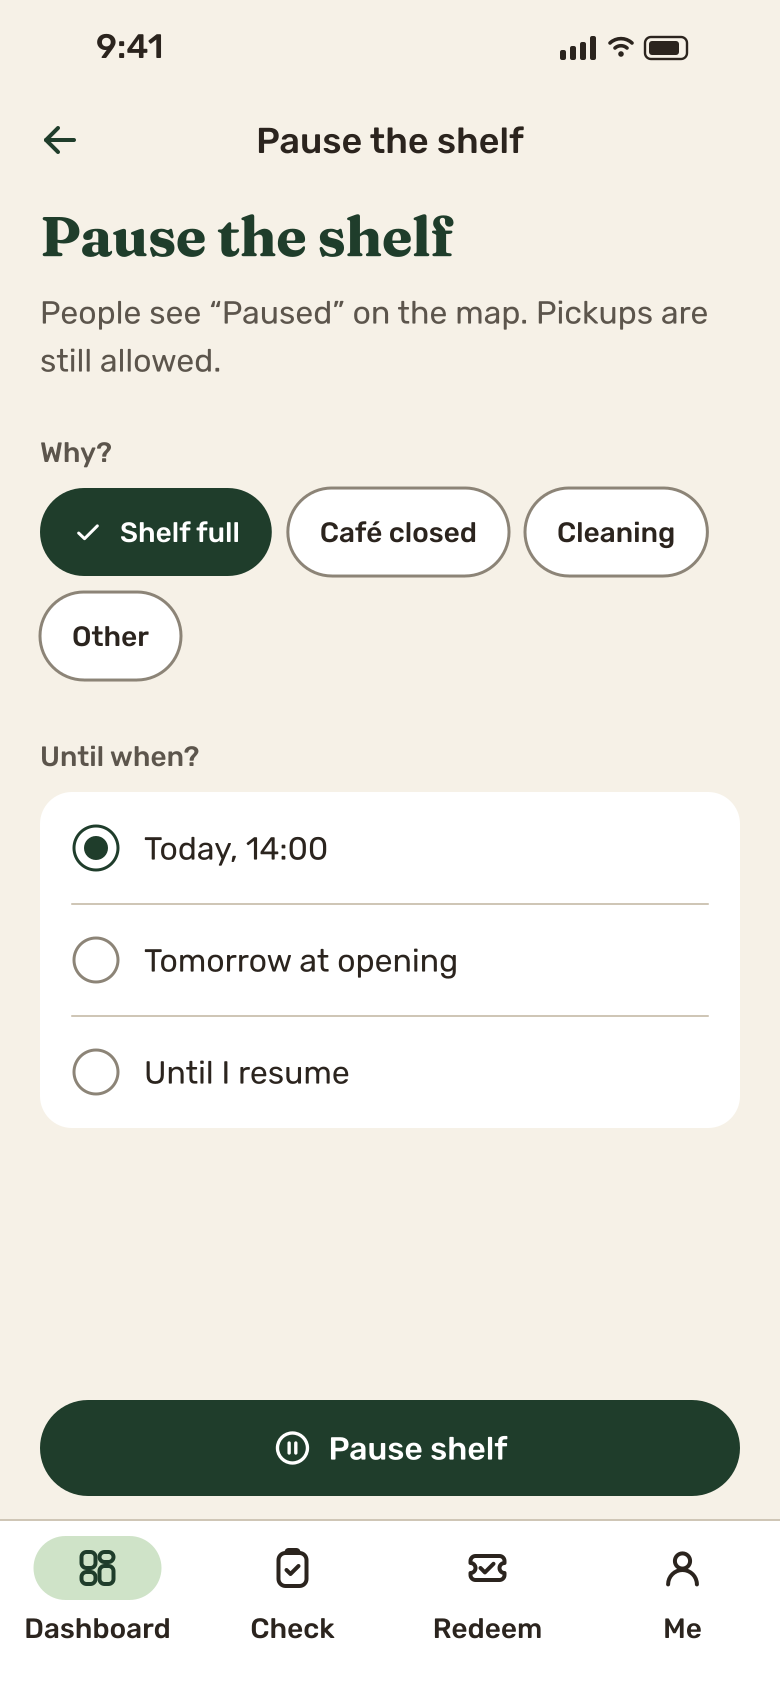 9:41
Pause the shelf
Pause the shelf
People see “Paused” on the map. Pickups are
still allowed.
Why?
Shelf full
Café closed
Cleaning
Other
Until when?
Today, 14:00
Tomorrow at opening
Until I resume
Pause shelf
Dashboard
Check
Redeem
Me